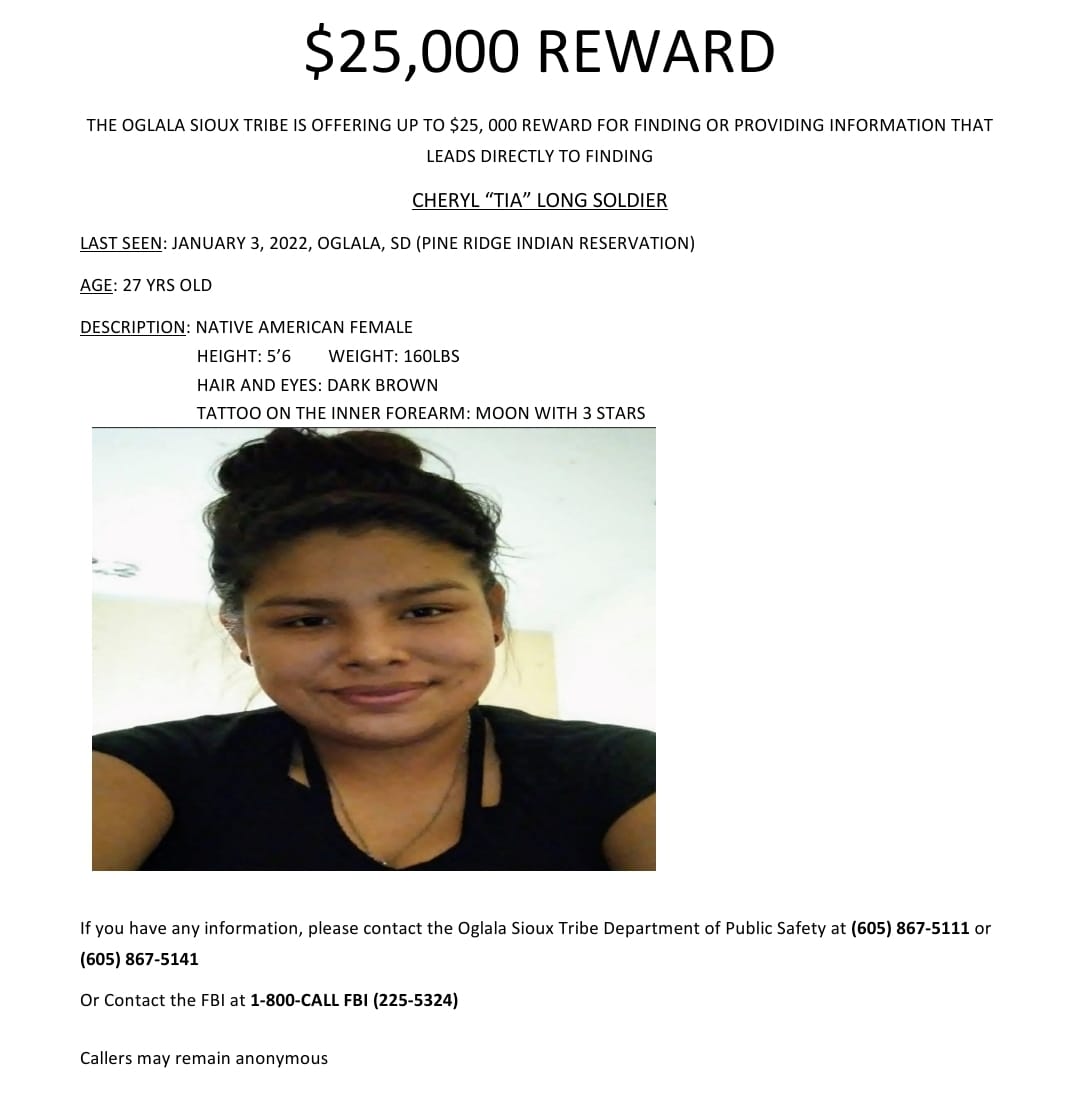 $25,000 REWARD
THE OGLALA SIOUX TRIBE IS OFFERING UP TO $25, 000 REWARD FOR FINDING OR PROVIDING INFORMATION THAT
LEADS DIRECTLY TO FINDING
CHERYL “TIA” LONG SOLDIER
LAST SEEN: JANUARY 3, 2022, OGLALA, SD (PINE RIDGE INDIAN RESERVATION)
AGE: 27 YRS OLD
DESCRIPTION: NATIVE AMERICAN FEMALE
HEIGHT: 5’6 WEIGHT: 160LBS
HAIR AND EYES: DARK BROWN
TATTOO ON THE INNER FOREARM: MOON WITH 3 STARS
If you have any information, please contact the Oglala Sioux Tribe Department of Public Safety at (605) 867-5111 or
(605) 867-5141
Or Contact the FBI at 1-800-CALL FBI (225-5324)
Callers may remain anonymous